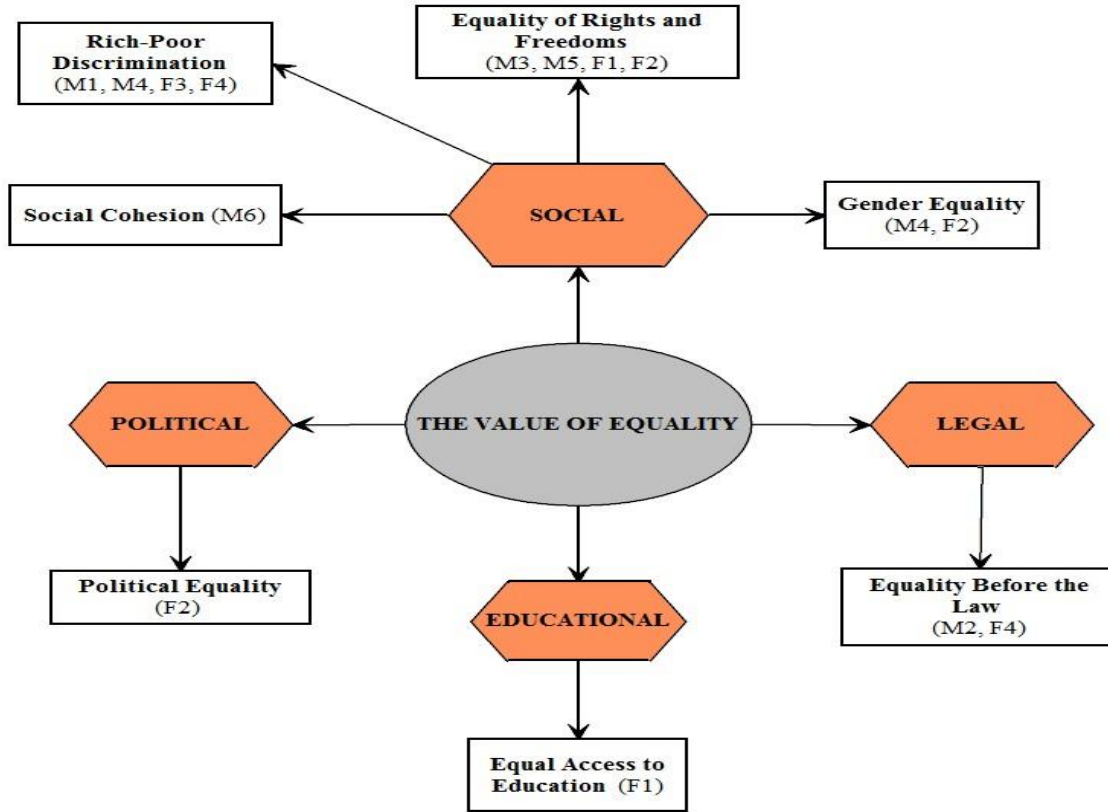 Equality of Rights and
Freedoms
(M3, M5, F1, F2)
Rich-Poor
Discrimination
(M1, M4, F3, F4)
Social Cohesion (M6)
SOCIAL
Gender Equality
(M4, F2)
POLITICAL
THE VALUE OF EQUALITY
LEGAL
Political Equality
(F2)
EDUCATIONAL
Equality Before the
Law
(M2, F4)
Equal Access to
Education (F1)